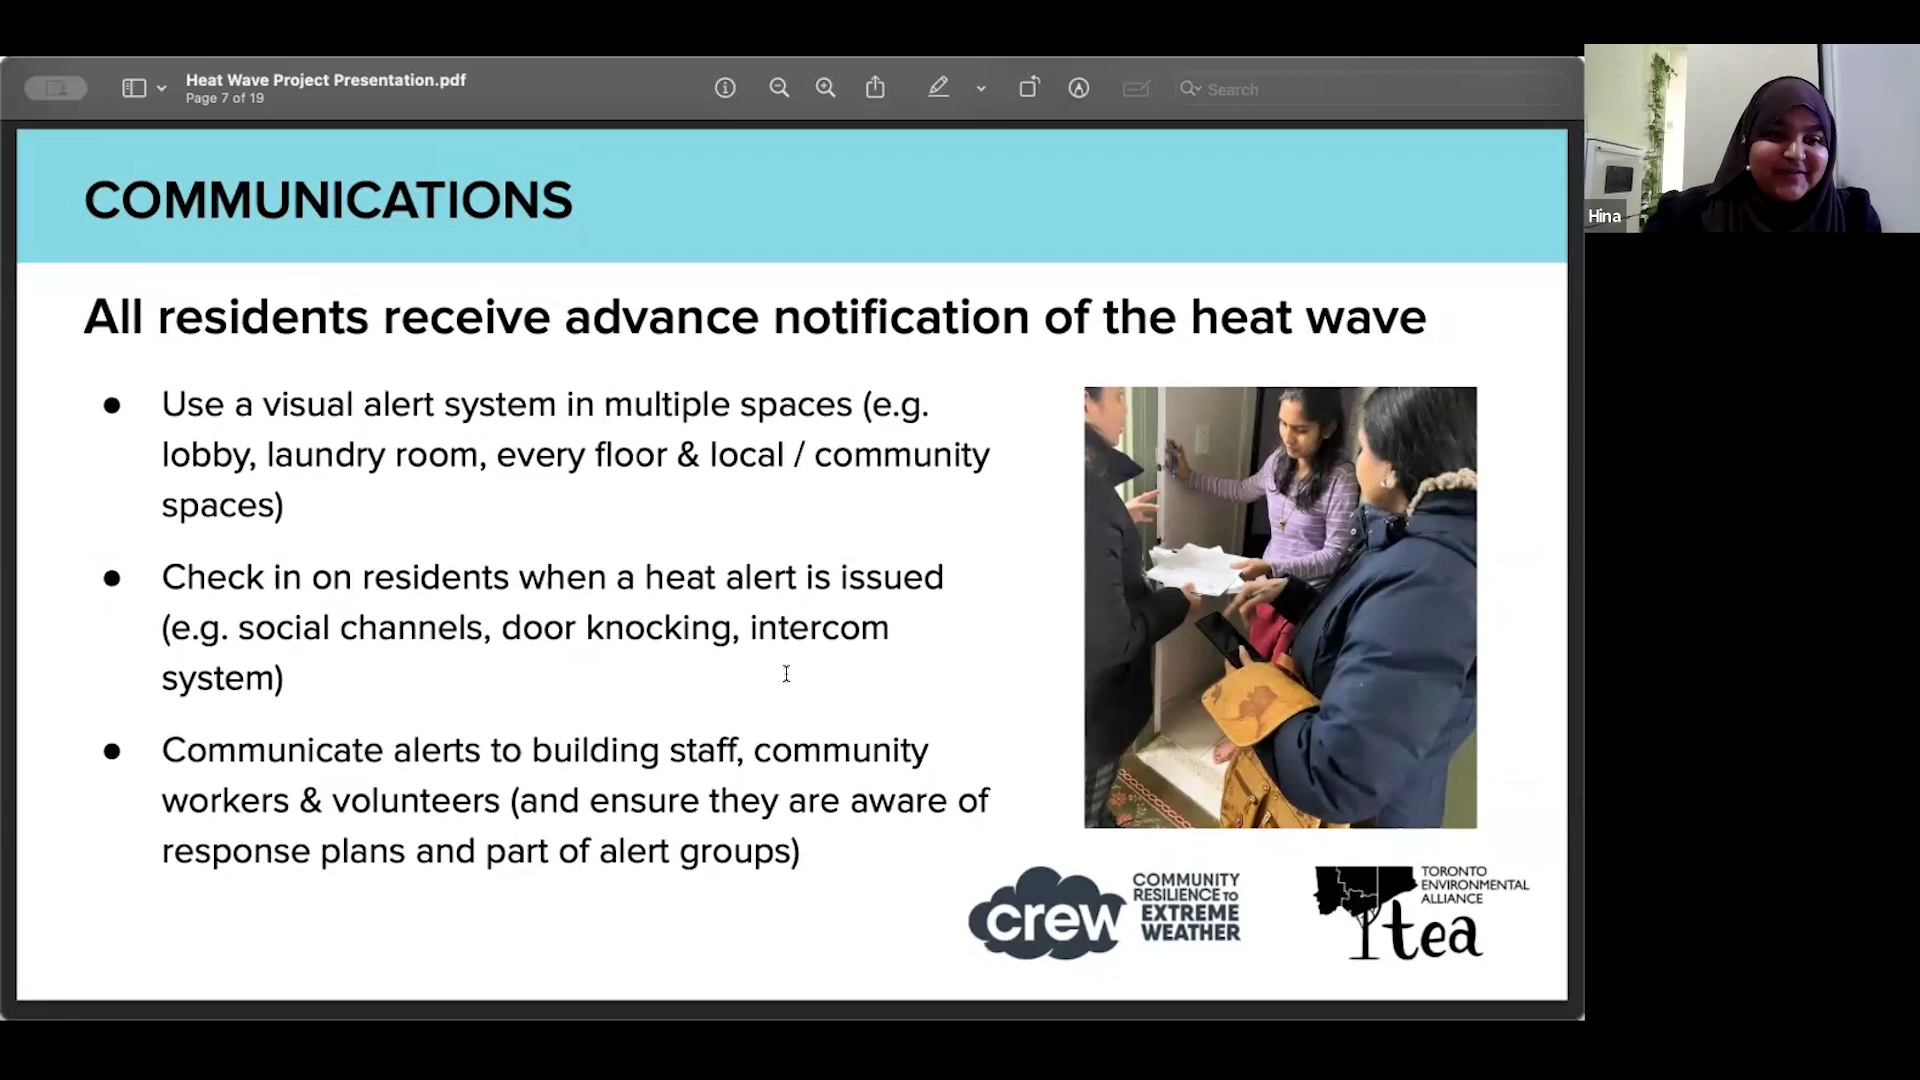 Heat Wave Project Presentation.pdf
Page 7 of 19
Search
Hina
COMMUNICATIONS
All residents receive advance notification of the heat wave
● Use a visual alert system in multiple spaces (e.g.
lobby, laundry room, every floor & local / community
spaces)
● Check in on residents when a heat alert is issued
(e.g. social channels, door knocking, intercom
system)
● Communicate alerts to building staff, community
workers & volunteers (and ensure they are aware of
response plans and part of alert groups)
crew
COMMUNITY
RESILIENCE TO
EXTREME
WEATHER
TORONTO
ENVIRONMENTAL
ALLIANCE
tea